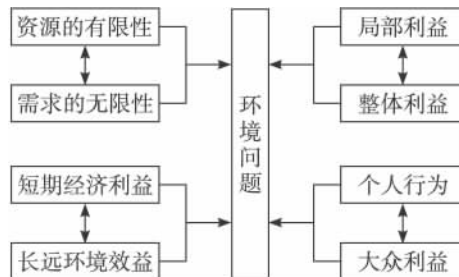 资源的有限性
需求的无限性
短期经济利益
长远环境效益
环境问题
局部利益
整体利益
个人行为
大众利益